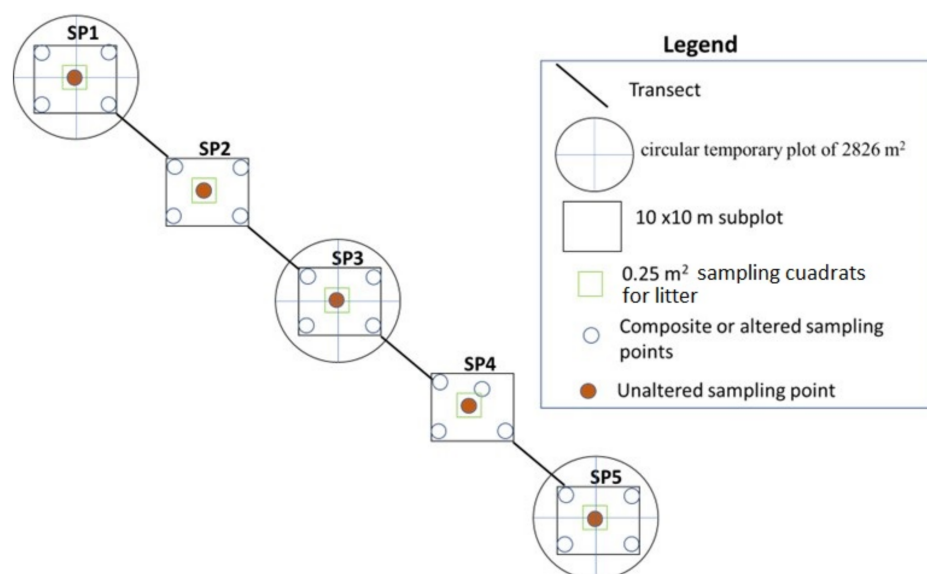 SP1
SP2
SP3
SP4
SP5
Legend
Transect
circular temporary plot of 2826 m²
10 x10 m subplot
0.25 m² sampling cuadrats
for litter
Composite or altered sampling
points
Unaltered sampling point